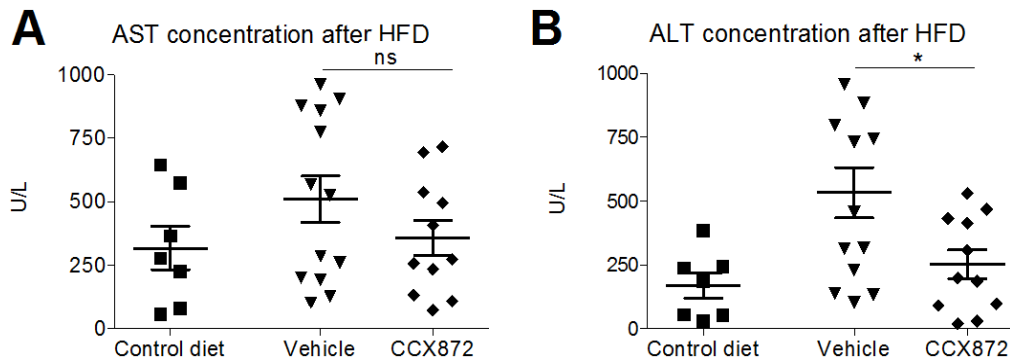 A
AST concentration after HFD
ns
1000
750
500
250
0
U/L
Control diet
Vehicle
CCX872
B
ALT concentration after HFD
*
1000
750
500
250
0
U/L
Control diet
Vehicle
CCX872